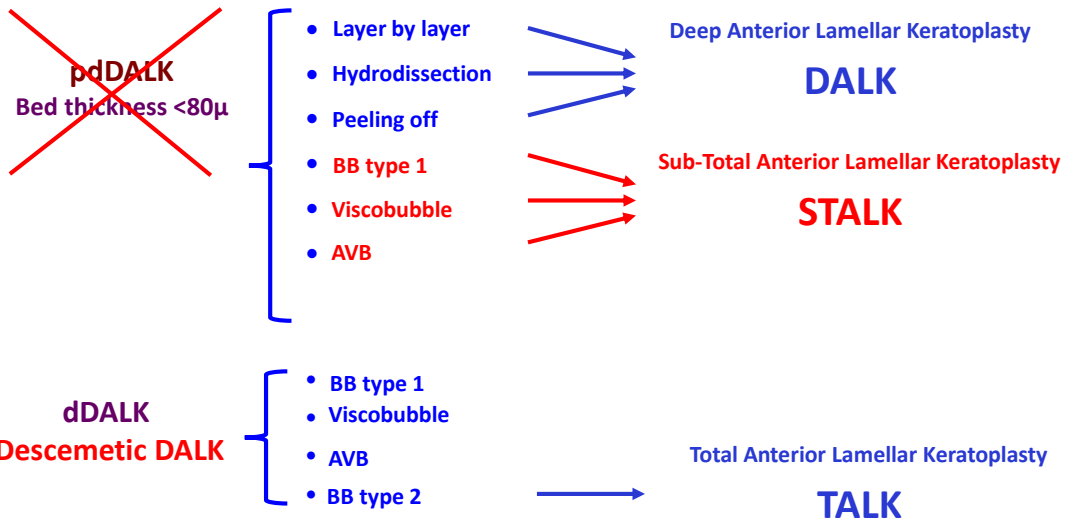 pdDALK
Bed thickness <80µ
• Layer by layer
• Hydrodissection
• Peeling off
• BB type 1
• Viscobubble
• AVB
Deep Anterior Lamellar Keratoplasty
DALK
Sub-Total Anterior Lamellar Keratoplasty
STALK
dDALK
Descemetic DALK
• BB type 1
• Viscobubble
• AVB
• BB type 2
Total Anterior Lamellar Keratoplasty
TALK